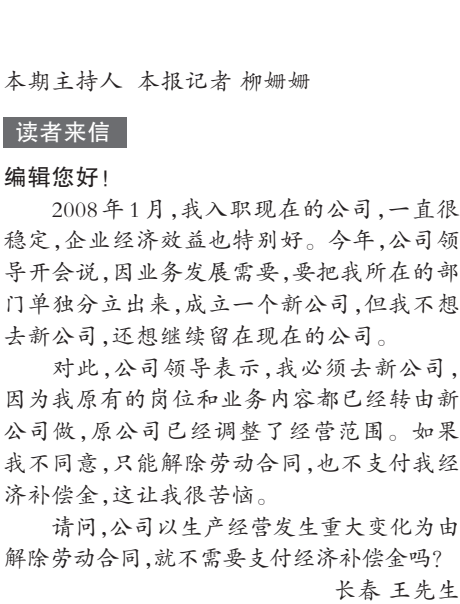 本期主持人 本报记者 柳姗姗
读者来信
编辑您好！
2008年1月，我入职现在的公司，一直很
稳定，企业经济效益也特别好。今年，公司领
导开会说，因业务发展需要，要把我所在的部
门单独分立出来，成立一个新公司，但我不想
去新公司，还想继续留在现在的公司。
对此，公司领导表示，我必须去新公司，
因为我原有的岗位和业务内容都已经转由新
公司做，原公司已经调整了经营范围。如果
我不同意，只能解除劳动合同，也不支付我经
济补偿金，这让我很苦恼。
请问，公司以生产经营发生重大变化为由
解除劳动合同，就不需要支付经济补偿金吗？
长春 王先生